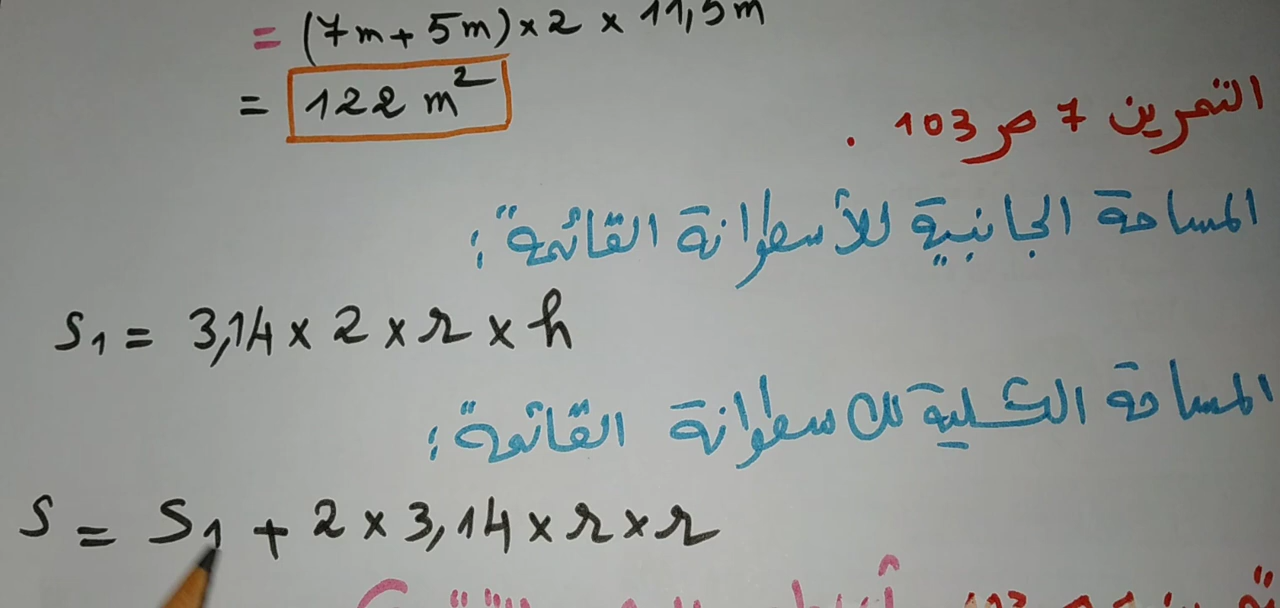 = (7m + 5m) × 2 × 11,5m
= 122 m²
التمرين 7 ص 103 .
المساحة الجانبية للأسطوانة القائمة :
S₁ = 3,14 × 2 × r × h
المساحة الكلية للأسطوانة القائمة :
S = S₁ + 2 × 3,14 × r × r